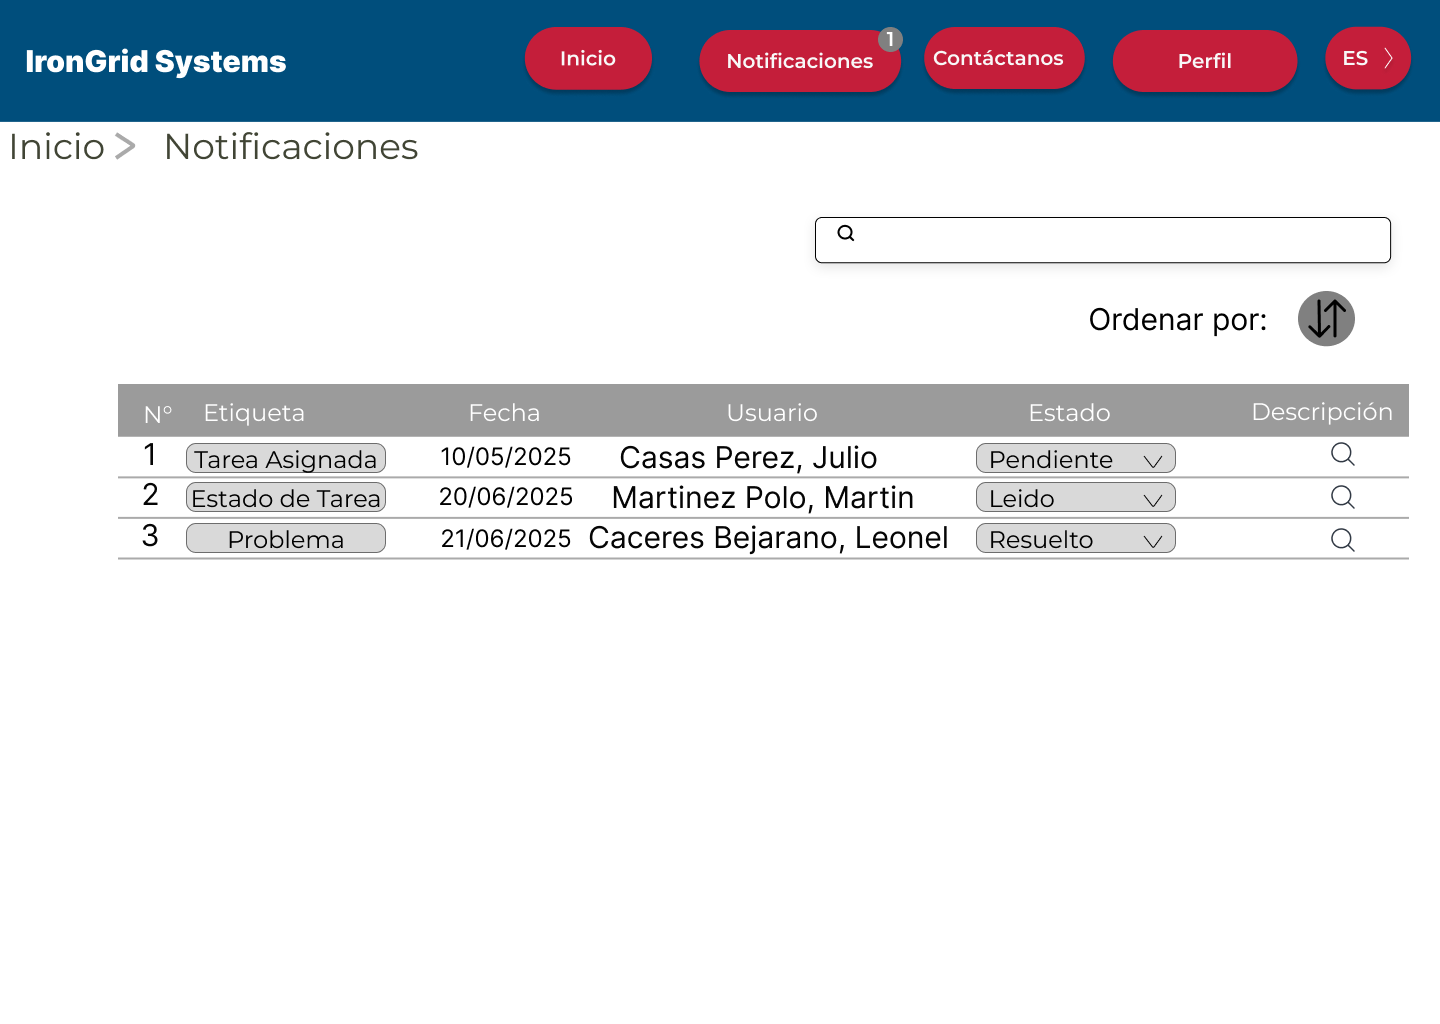 IronGrid Systems
Inicio
Notificaciones
1
Contáctanos
Perfil
ES
Inicio > Notificaciones
Ordenar por:
N° Etiqueta Fecha Usuario Estado Descripción
1 Tarea Asignada 10/05/2025 Casas Perez, Julio Pendiente
2 Estado de Tarea 20/06/2025 Martinez Polo, Martin Leido
3 Problema 21/06/2025 Caceres Bejarano, Leonel Resuelto